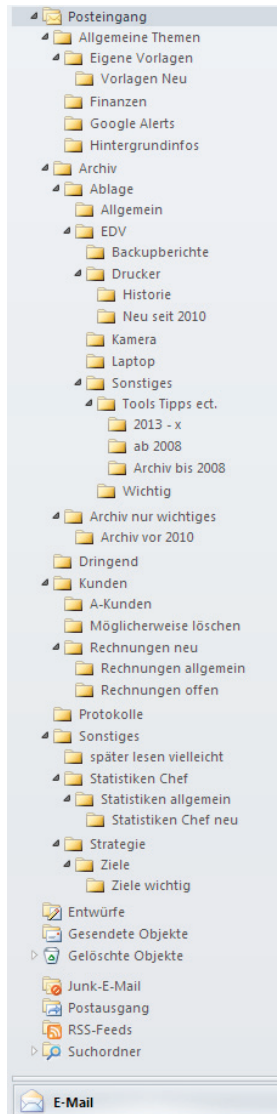 Posteingang
Allgemeine Themen
Eigene Vorlagen
Vorlagen Neu
Finanzen
Google Alerts
Hintergrundinfos
Archiv
Ablage
Allgemein
EDV
Backupberichte
Drucker
Historie
Neu seit 2010
Kamera
Laptop
Sonstiges
Tools Tipps ect.
2013 - x
ab 2008
Archiv bis 2008
Wichtig
Archiv nur wichtiges
Archiv vor 2010
Dringend
Kunden
A-Kunden
Möglicherweise löschen
Rechnungen neu
Rechnungen allgemein
Rechnungen offen
Protokolle
Sonstiges
später lesen vielleicht
Statistiken Chef
Statistiken allgemein
Statistiken Chef neu
Strategie
Ziele
Ziele wichtig
Entwürfe
Gesendete Objekte
Gelöschte Objekte
Junk-E-Mail
Postausgang
RSS-Feeds
Suchordner
E-Mail